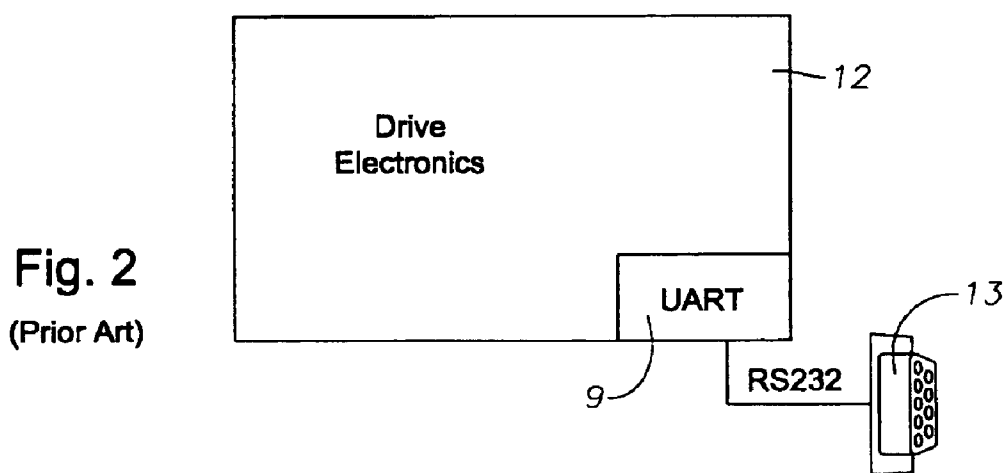 12
Drive
Electronics
Fig. 2
(Prior Art)
UART
13
RS232
9